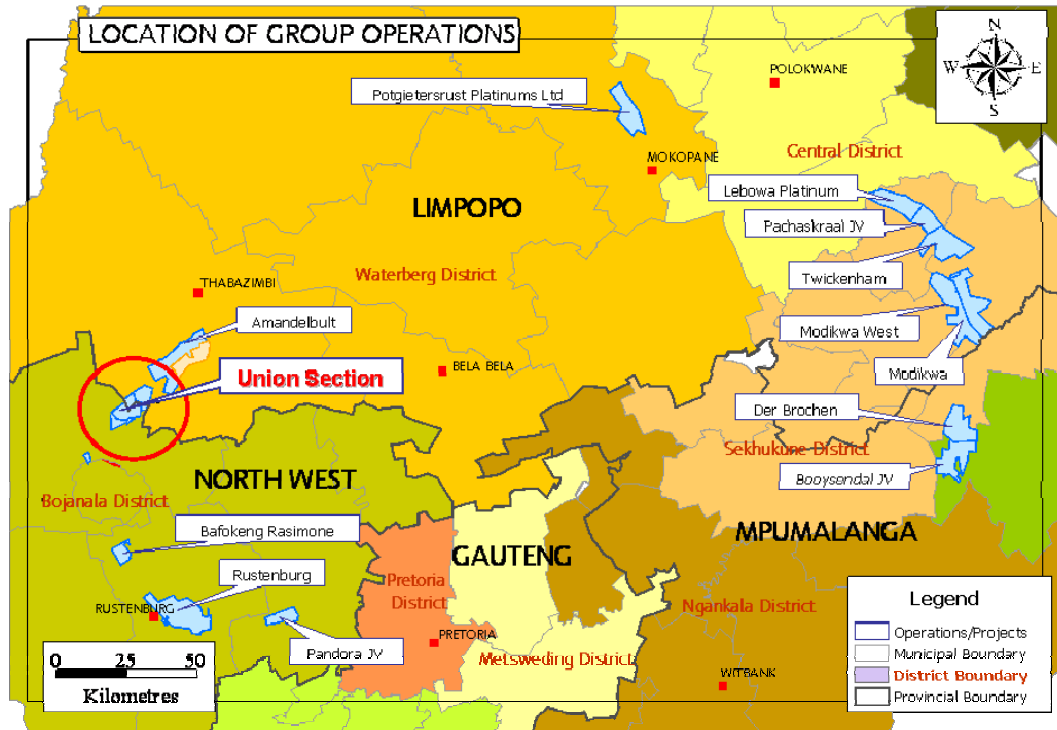 LOCATION OF GROUP OPERATIONS
N
W E
S
POLOKWANE
Potgietersrust Platinums Ltd
MOKOPANE
Central District
Lebowa Platinum
LIMPOPO
Pachaskraal JV
Waterberg District
Twickenham
THABAZIMBI
Amandelbult
Modikwa West
BELA BELA
Modikwa
Union Section
Der Brochen
Sekhukune District
NORTH WEST
Booysendal JV
Bojanala District
Bafokeng Rasimone
MPUMALANGA
GAUTENG
Rustenburg
Pretoria
District
RUSTENBURG
Ngankala District
PRETORIA
Pandora JV
Metsweding District
WITBANK
0 25 50
Kilometres
Legend
Operations/Projects
Municipal Boundary
District Boundary
Provincial Boundary